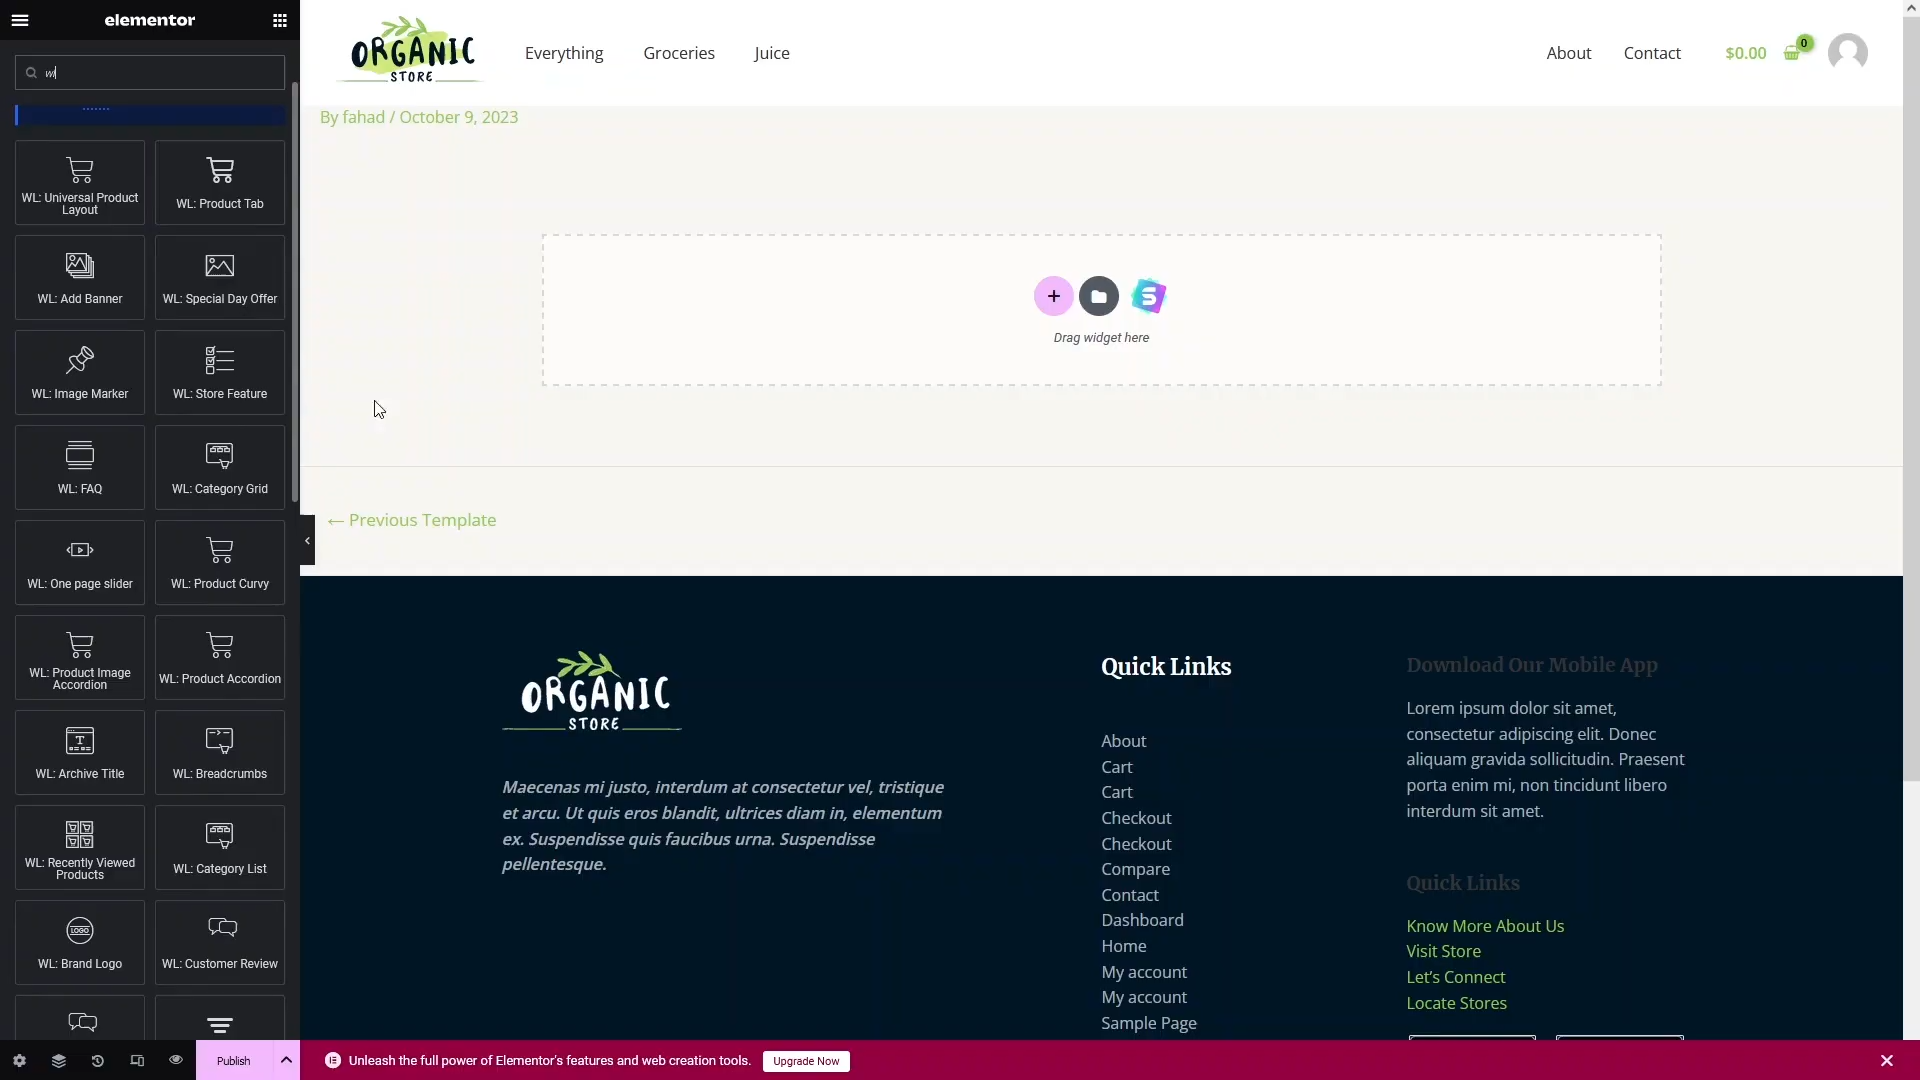 elementor
wl
WL: Universal Product
Layout
WL: Product Tab
WL: Add Banner
WL: Special Day Offer
WL: Image Marker
WL: Store Feature
WL: FAQ
WL: Category Grid
WL: One page slider
WL: Product Curvy
WL: Product Image
Accordion
WL: Product Accordion
WL: Archive Title
WL: Breadcrumbs
WL: Recently Viewed
Products
WL: Category List
LOGO
WL: Brand Logo
WL: Customer Review
Publish
ORGANIC
STORE
Everything
Groceries
Juice
About
Contact
$0.00
0
By fahad / October 9, 2023
Drag widget here
← Previous Template
ORGANIC
STORE
Maecenas mi justo, interdum at consectetur vel, tristique
et arcu. Ut quis eros blandit, ultrices diam in, elementum
ex. Suspendisse quis faucibus urna. Suspendisse
pellentesque.
Quick Links
About
Cart
Cart
Checkout
Checkout
Compare
Contact
Dashboard
Home
My account
My account
Sample Page
Download Our Mobile App
Lorem ipsum dolor sit amet,
consectetur adipiscing elit. Donec
aliquam gravida sollicitudin. Praesent
porta enim mi, non tincidunt libero
interdum sit amet.
Quick Links
Know More About Us
Visit Store
Let's Connect
Locate Stores
Unleash the full power of Elementor's features and web creation tools.
Upgrade Now